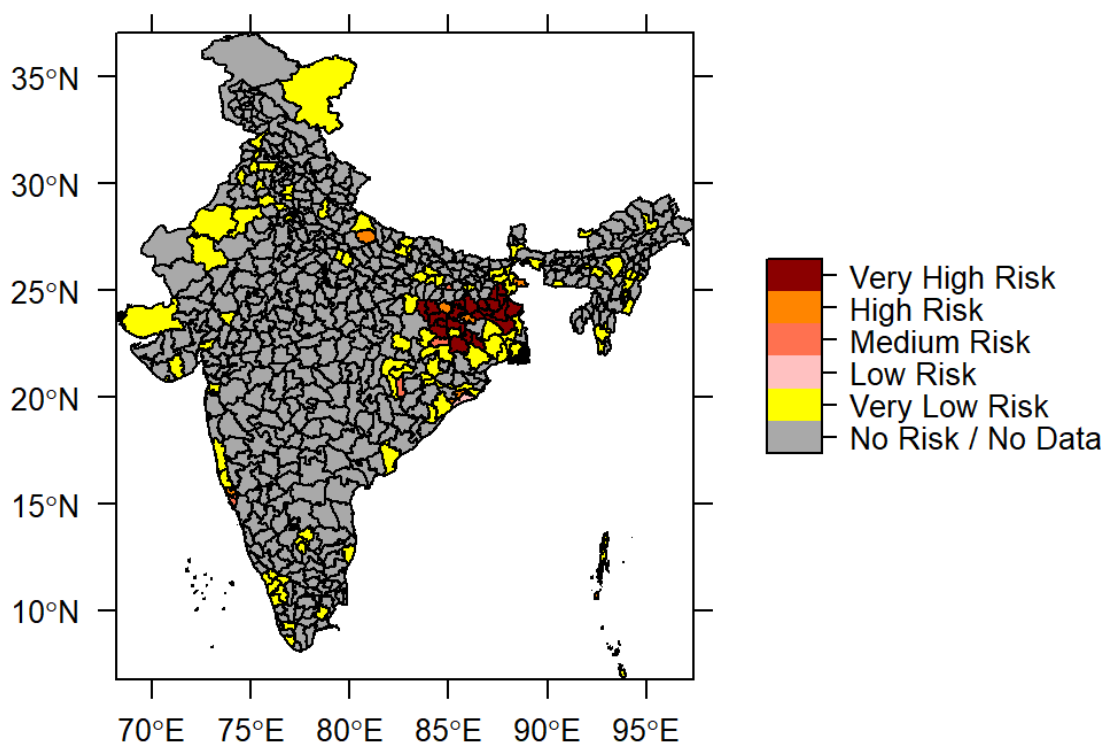 35°N
30°N
25°N
20°N
15°N
10°N
70°E 75°E 80°E 85°E 90°E 95°E
Very High Risk
High Risk
Medium Risk
Low Risk
Very Low Risk
No Risk / No Data